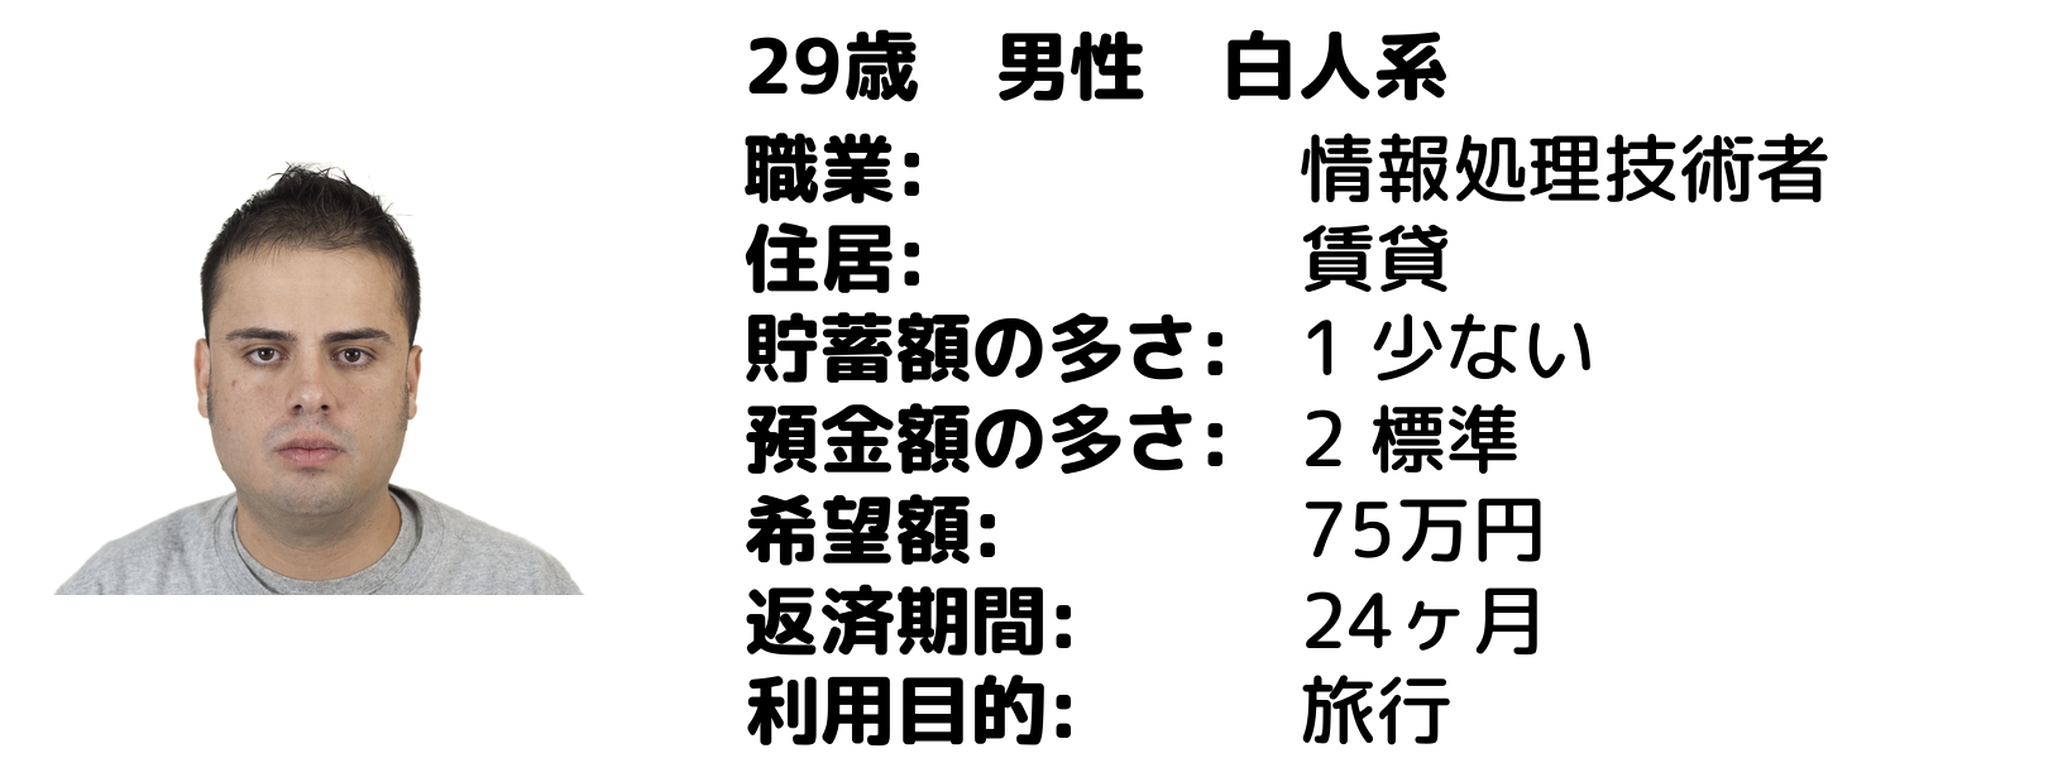 29歳　男性　白人系
職業: 情報処理技術者
住居: 賃貸
貯蓄額の多さ: 1 少ない
預金額の多さ: 2 標準
希望額: 75万円
返済期間: 24ヶ月
利用目的: 旅行